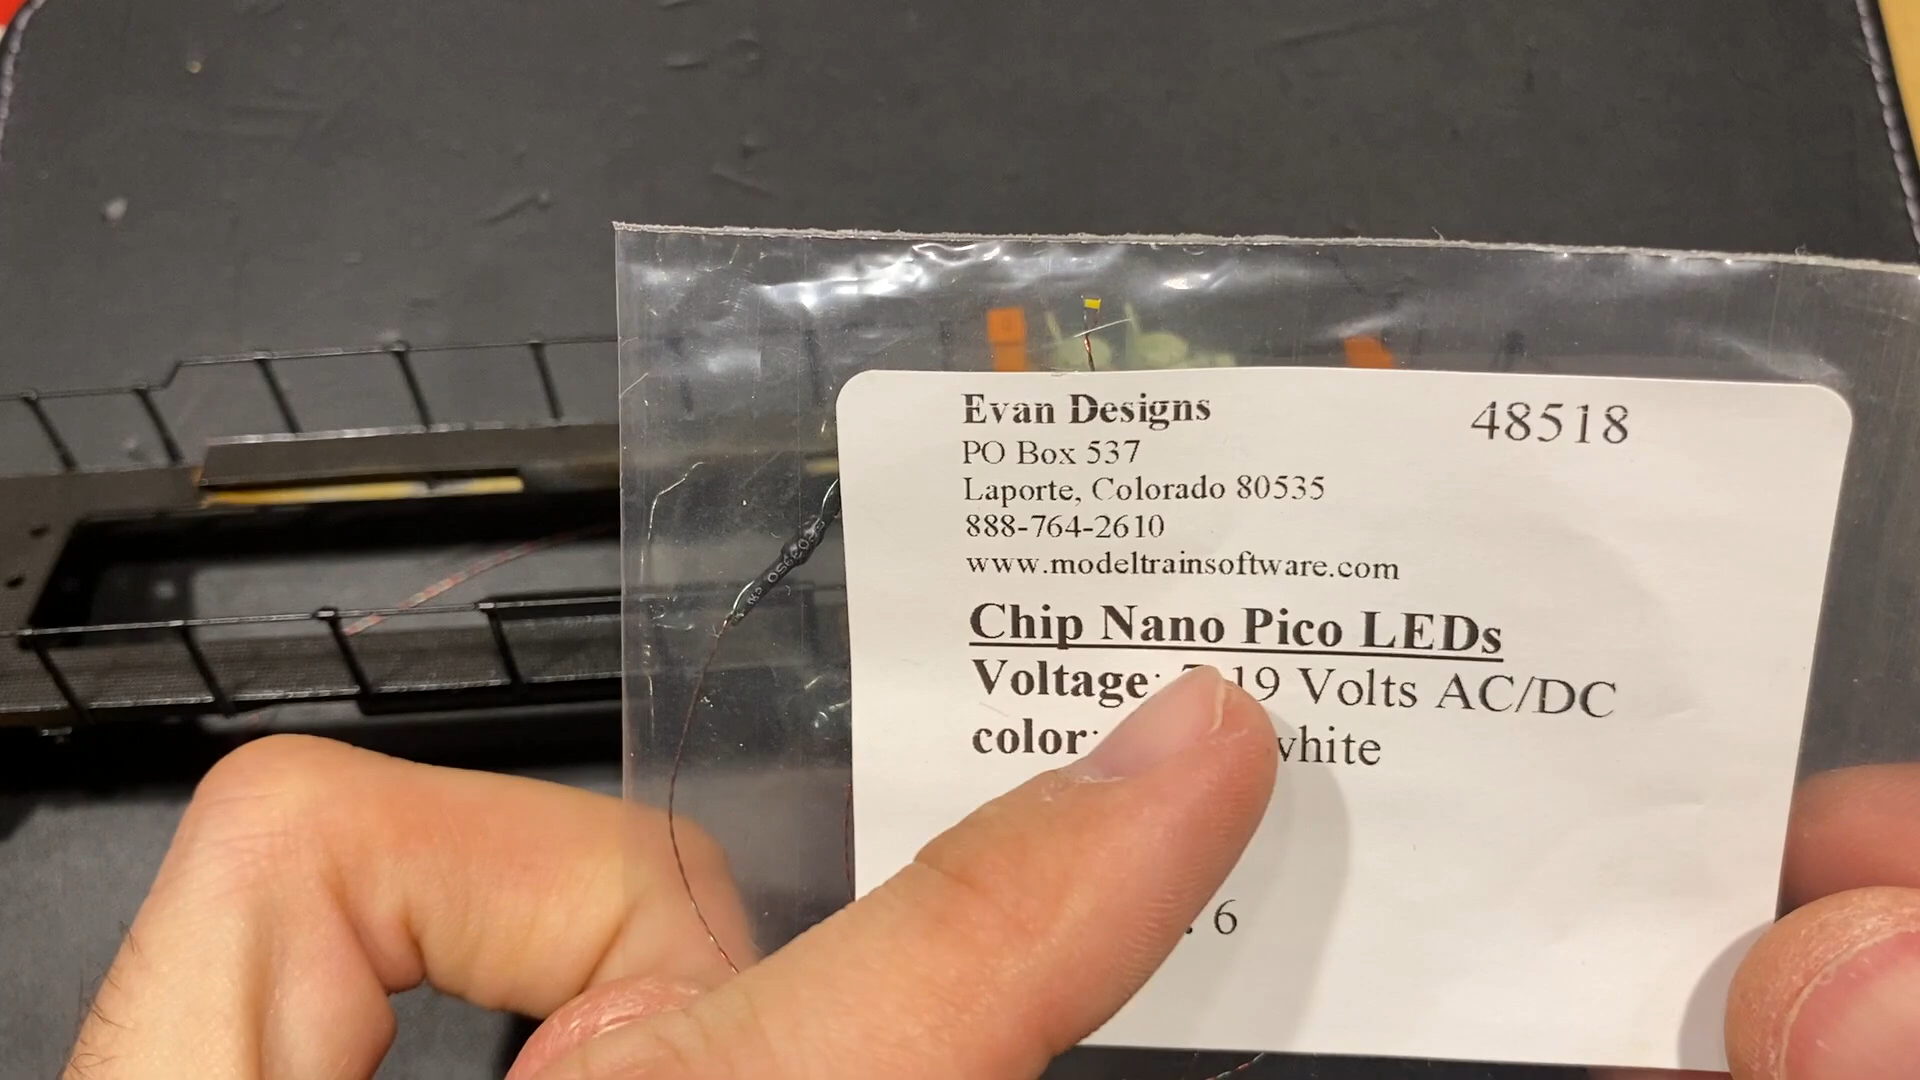 Evan Designs
48518
PO Box 537
Laporte, Colorado 80535
888-764-2610
www.modeltrainsoftware.com
Chip Nano Pico LEDs
Voltage: 19 Volts AC/DC
color: white
: 6